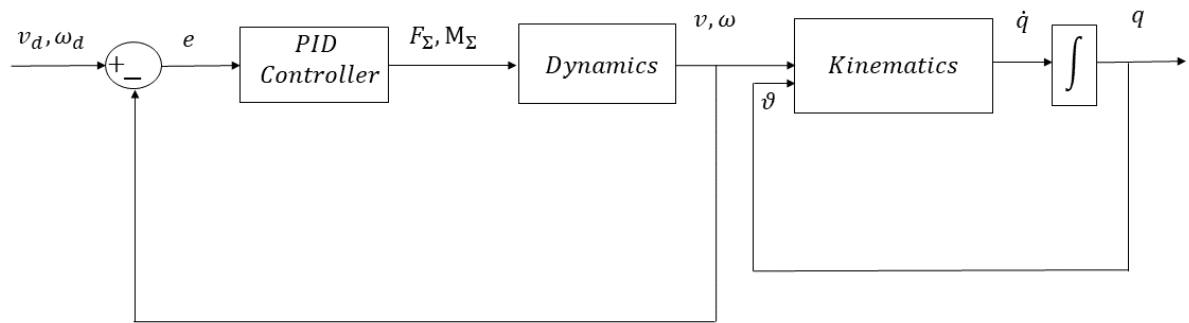 v_d, ω_d
+
−
e
PID
Controller
F_Σ, M_Σ
Dynamics
v, ω
ϑ
Kinematics
q̇
∫
q